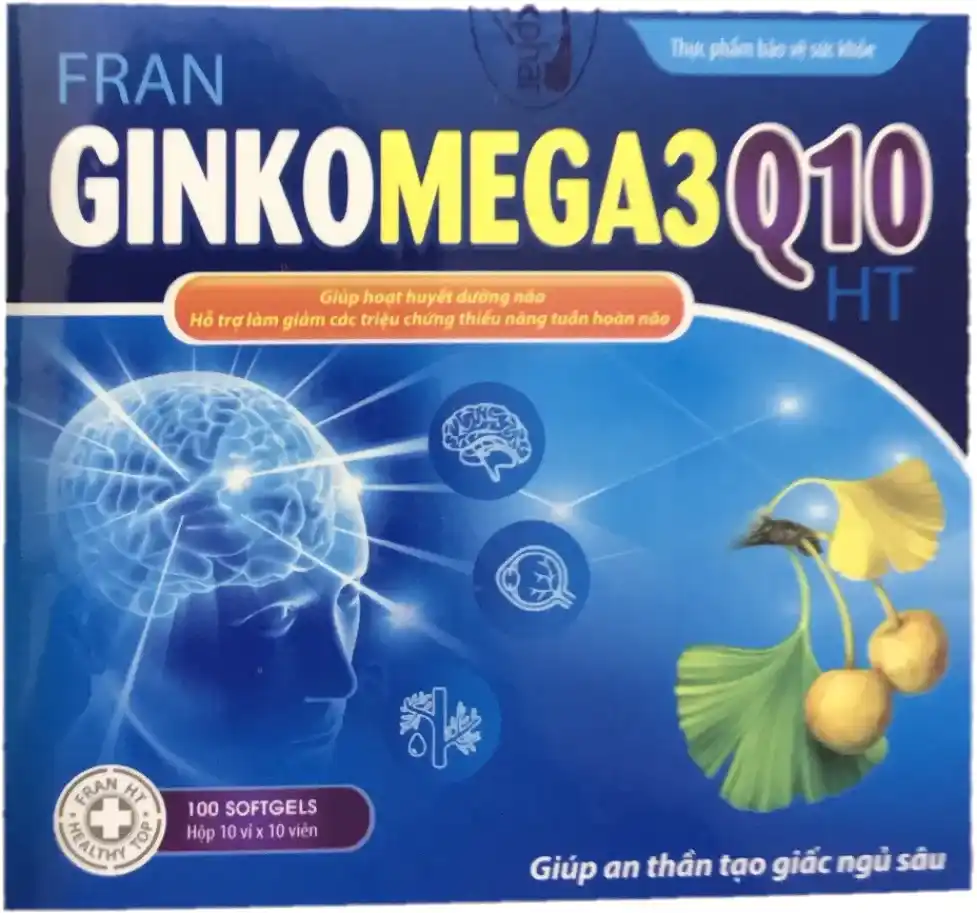 Thực phẩm bảo vệ sức khỏe
FRAN
GINKOMEGA3 Q10
HT
Giúp hoạt huyết dưỡng não
Hỗ trợ làm giảm các triệu chứng thiểu năng tuần hoàn não
FRAN HT
HEALTHY TOP
100 SOFTGELS
Hộp 10 vỉ x 10 viên
Giúp an thần tạo giấc ngủ sâu